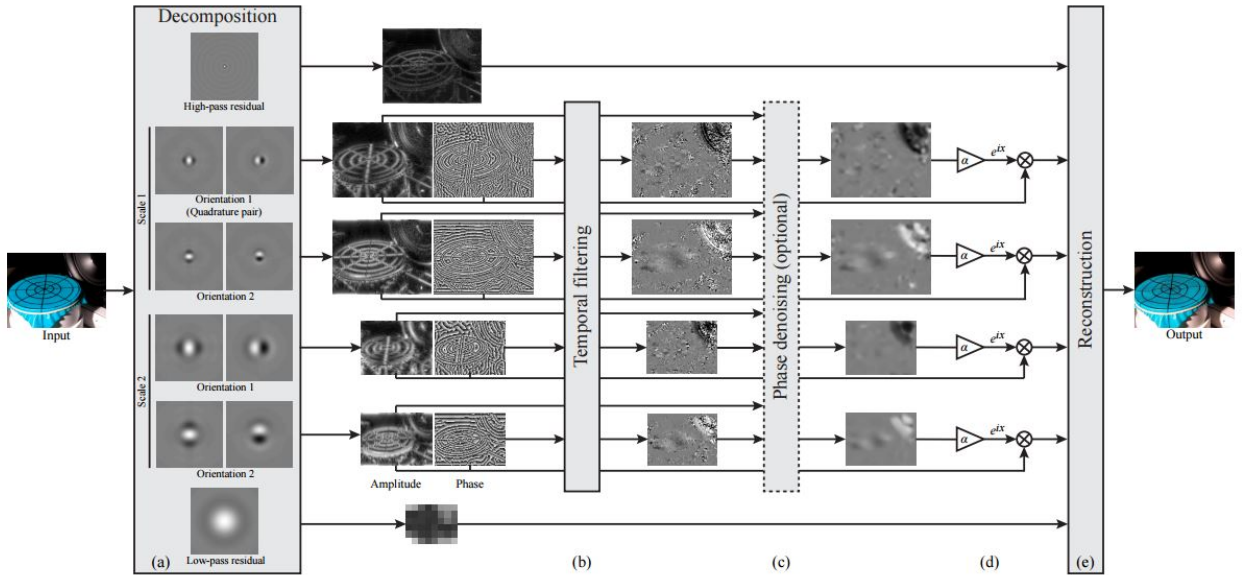 Decomposition
High-pass residual
Scale 1
Orientation 1
(Quadrature pair)
Orientation 2
Scale 2
Orientation 1
Orientation 2
Low-pass residual
(a)
Input
Amplitude
Phase
Temporal filtering
(b)
Phase denoising (optional)
(c)
α
e^{ix}
α
e^{ix}
α
e^{ix}
α
e^{ix}
(d)
Reconstruction
(e)
Output